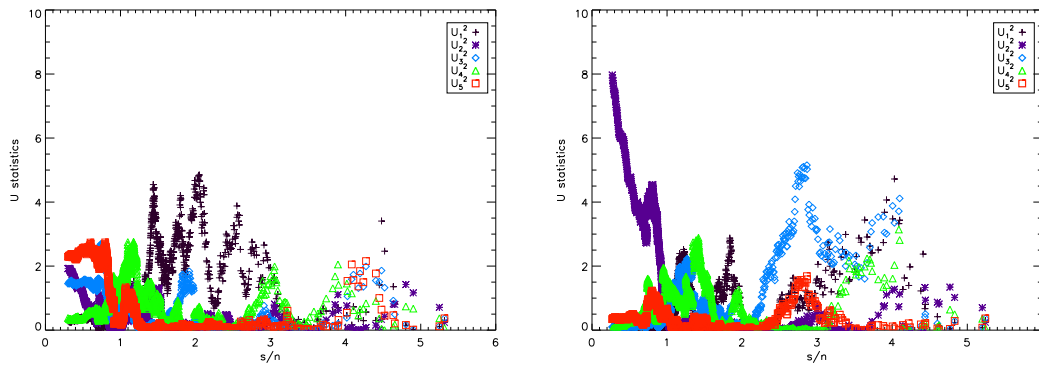 10
8
6
4
2
0
U statistics
0 1 2 3 4 5 6
s/n
U₁² +
U₂² ✱
U₃² ◇
U₄² △
U₅² □
10
8
6
4
2
0
U statistics
0 1 2 3 4 5 6
s/n
U₁² +
U₂² ✱
U₃² ◇
U₄² △
U₅² □